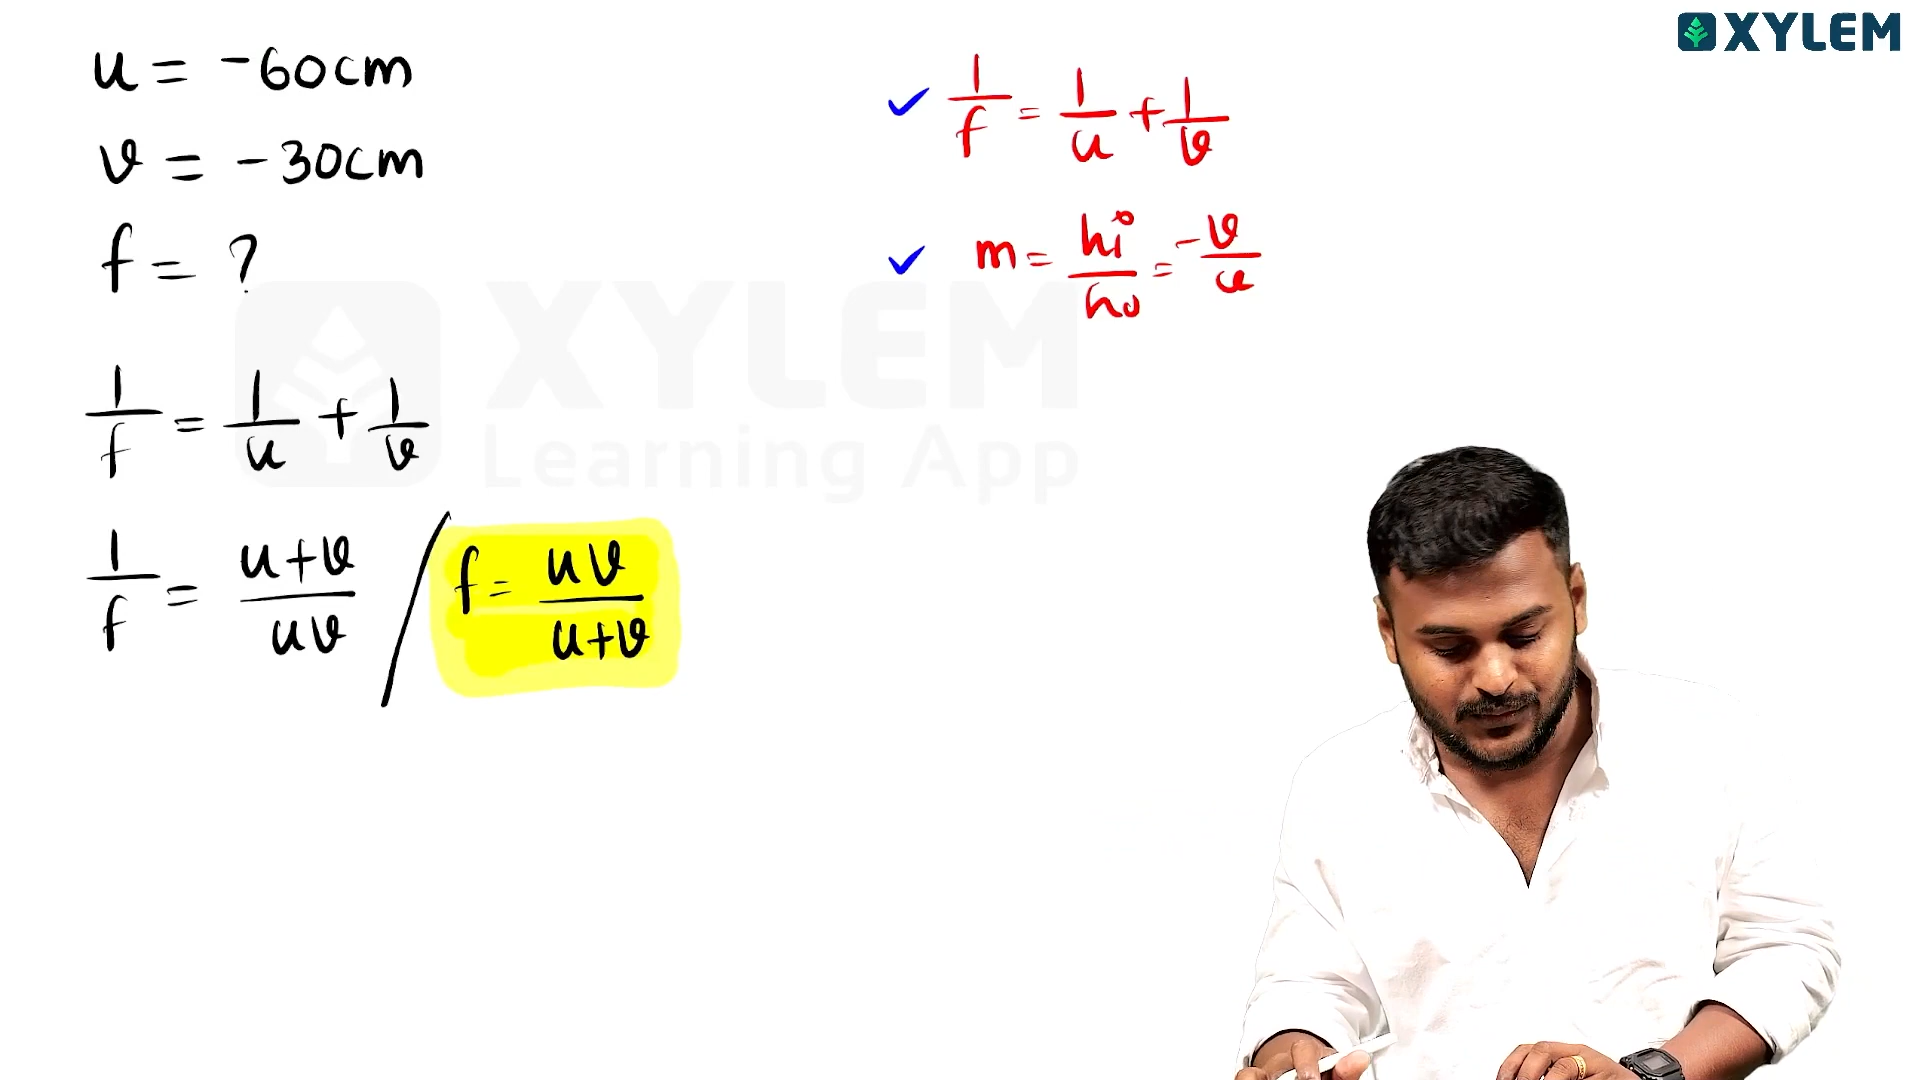 XYLEM
u = -60cm
v = -30cm
f = ?
1/f = 1/u + 1/v
1/f = u+v/uv / f = uv/u+v
✓ 1/f = 1/u + 1/v
✓ m = hi/ho = -v/u
XYLEM
Learning App